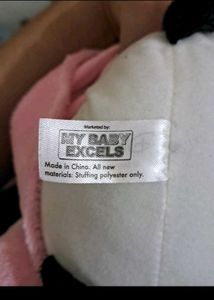 Marketed by:
MY BABY
EXCELS
Made in China. All new
materials: Stuffing polyester only.